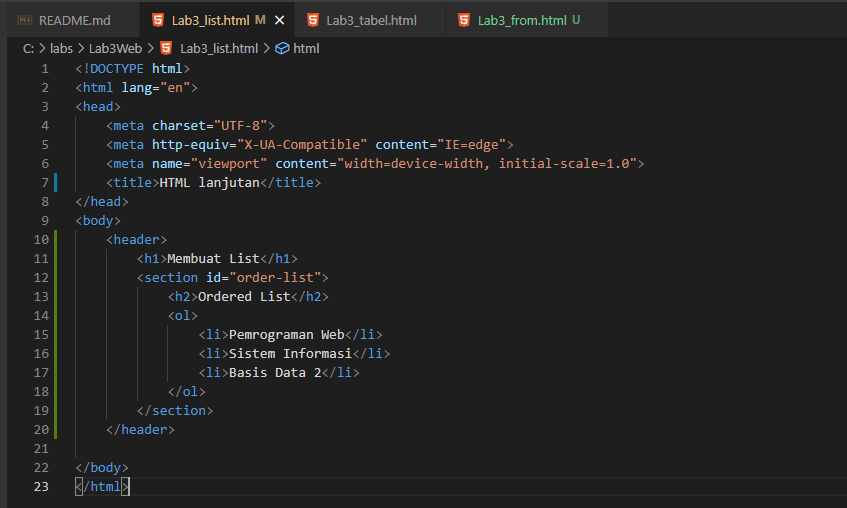 README.md Lab3_list.html M Lab3_tabel.html Lab3_from.html U
C: > labs > Lab3Web > Lab3_list.html > html
1 <!DOCTYPE html>
2 <html lang="en">
3 <head>
4 <meta charset="UTF-8">
5 <meta http-equiv="X-UA-Compatible" content="IE=edge">
6 <meta name="viewport" content="width=device-width, initial-scale=1.0">
7 <title>HTML lanjutan</title>
8 </head>
9 <body>
10 <header>
11 <h1>Membuat List</h1>
12 <section id="order-list">
13 <h2>Ordered List</h2>
14 <ol>
15 <li>Pemrograman Web</li>
16 <li>Sistem Informasi</li>
17 <li>Basis Data 2</li>
18 </ol>
19 </section>
20 </header>
21
22 </body>
23 </html>